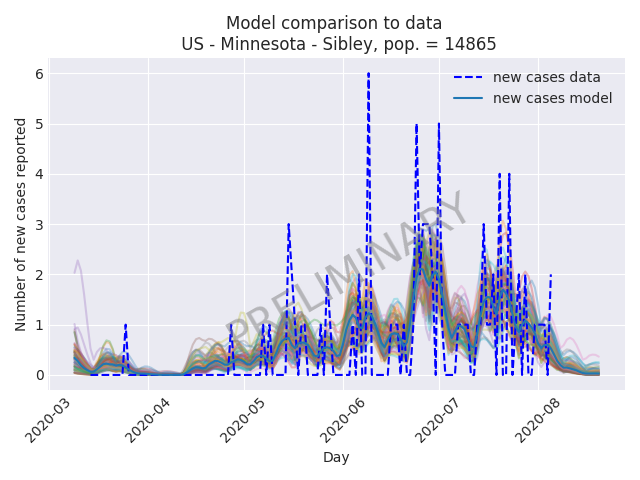 Model comparison to data
US - Minnesota - Sibley, pop. = 14865
new cases data
new cases model
PRELIMINARY
Number of new cases reported
6
5
4
3
2
1
0
2020-03
2020-04
2020-05
2020-06
2020-07
2020-08
Day